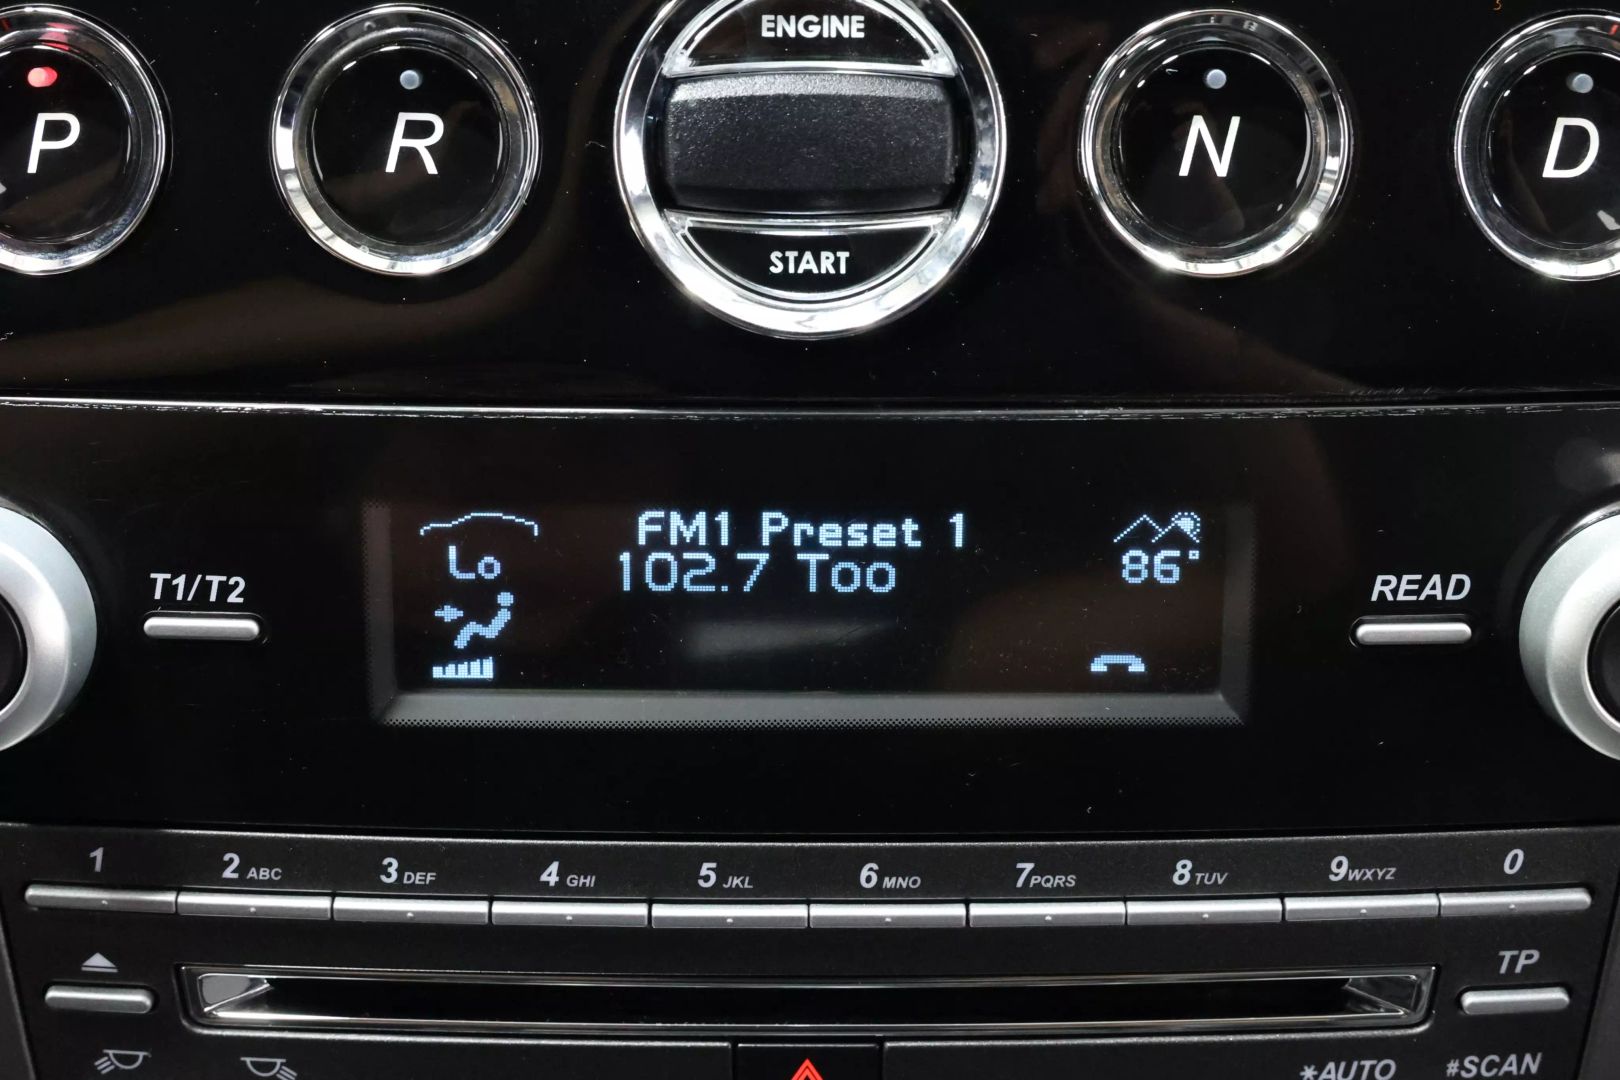 P R ENGINE START N D
T1/T2
Lo
FM1 Preset 1
102.7 Too
86°
READ
1 2 ABC 3 DEF 4 GHI 5 JKL 6 MNO 7 PQRS 8 TUV 9 WXYZ 0
TP
*AUTO #SCAN